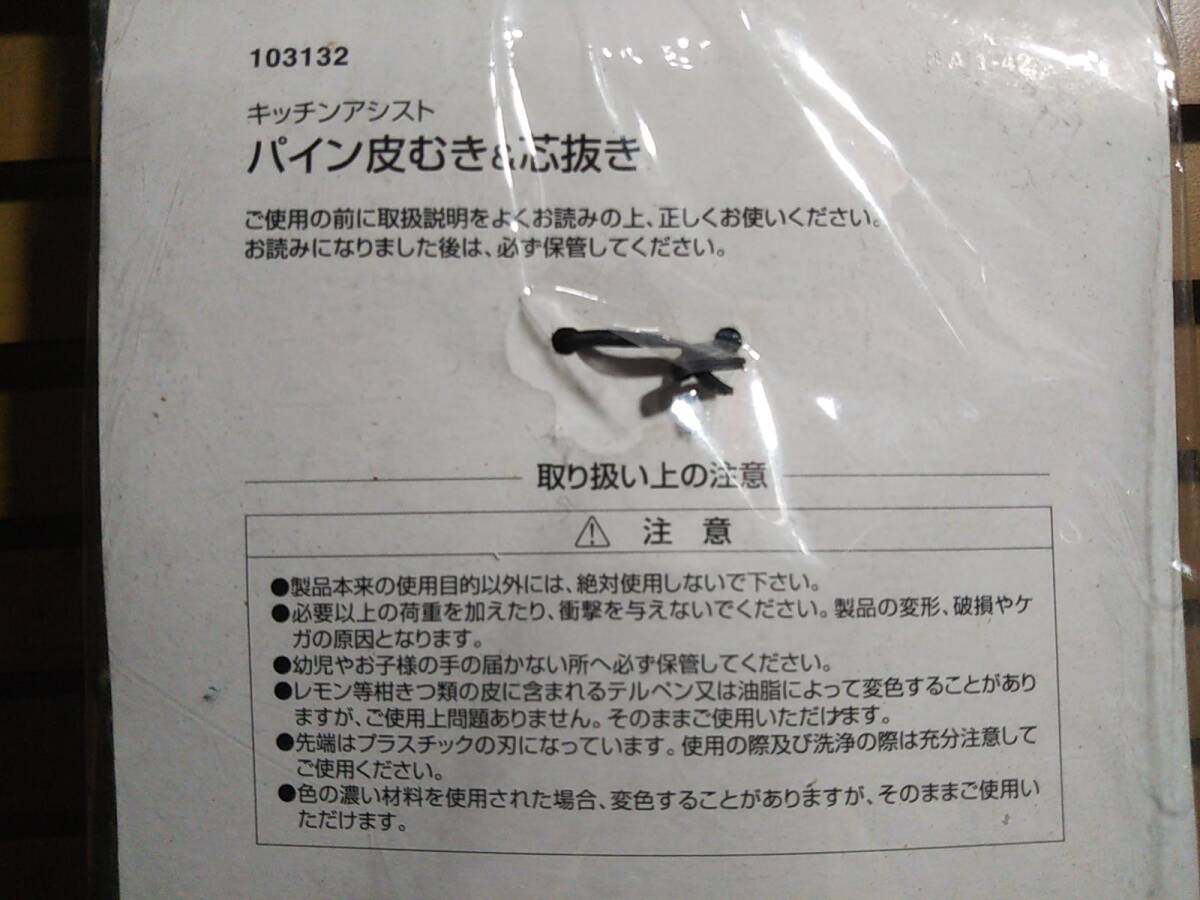 103132
キッチンアシスト
パイン皮むき&芯抜き
ご使用の前に取扱説明をよくお読みの上、正しくお使いください。
お読みになりました後は、必ず保管してください。
取り扱い上の注意
⚠ 注 意
●製品本来の使用目的以外には、絶対使用しないで下さい。
●必要以上の荷重を加えたり、衝撃を与えないでください。製品の変形、破損やケ
ガの原因となります。
●幼児やお子様の手の届かない所へ必ず保管してください。
●レモン等柑きつ類の皮に含まれるテルペン又は油脂によって変色することがあり
ますが、ご使用上問題ありません。そのままご使用いただけます。
●先端はプラスチックの刃になっています。使用の際及び洗浄の際は充分注意して
ご使用ください。
●色の濃い材料を使用された場合、変色することがありますが、そのままご使用い
ただけます。